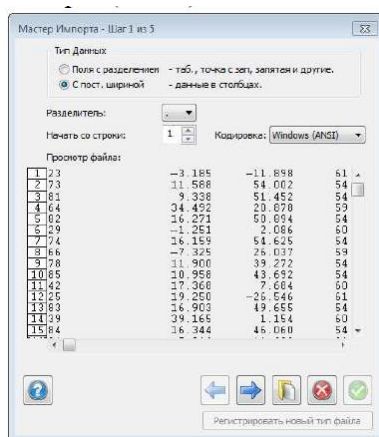 Мастер Импорта - Шаг 1 из 5
Тип Данных
Поля с разделением - таб., точка с зап, запятая и другие.
С пост. шириной - данные в столбцах.
Разделитель: ,
Начать со строки: 1 Кодировка: Windows (ANSI)
Просмотр файла:
1 23 -3.185 -11.898 61
2 73 11.588 54.002 54
3 81 9.338 51.452 54
4 64 34.492 20.878 59
5 82 16.271 50.894 54
6 29 -1.251 2.086 60
7 74 16.159 54.625 54
8 66 -7.325 26.037 59
9 78 11.900 39.272 54
10 85 10.958 43.692 54
11 42 17.368 7.684 60
12 25 19.250 -26.546 61
13 83 16.903 49.655 54
14 39 39.165 1.154 60
15 84 16.344 46.060 54
Регистрировать новый тип файла